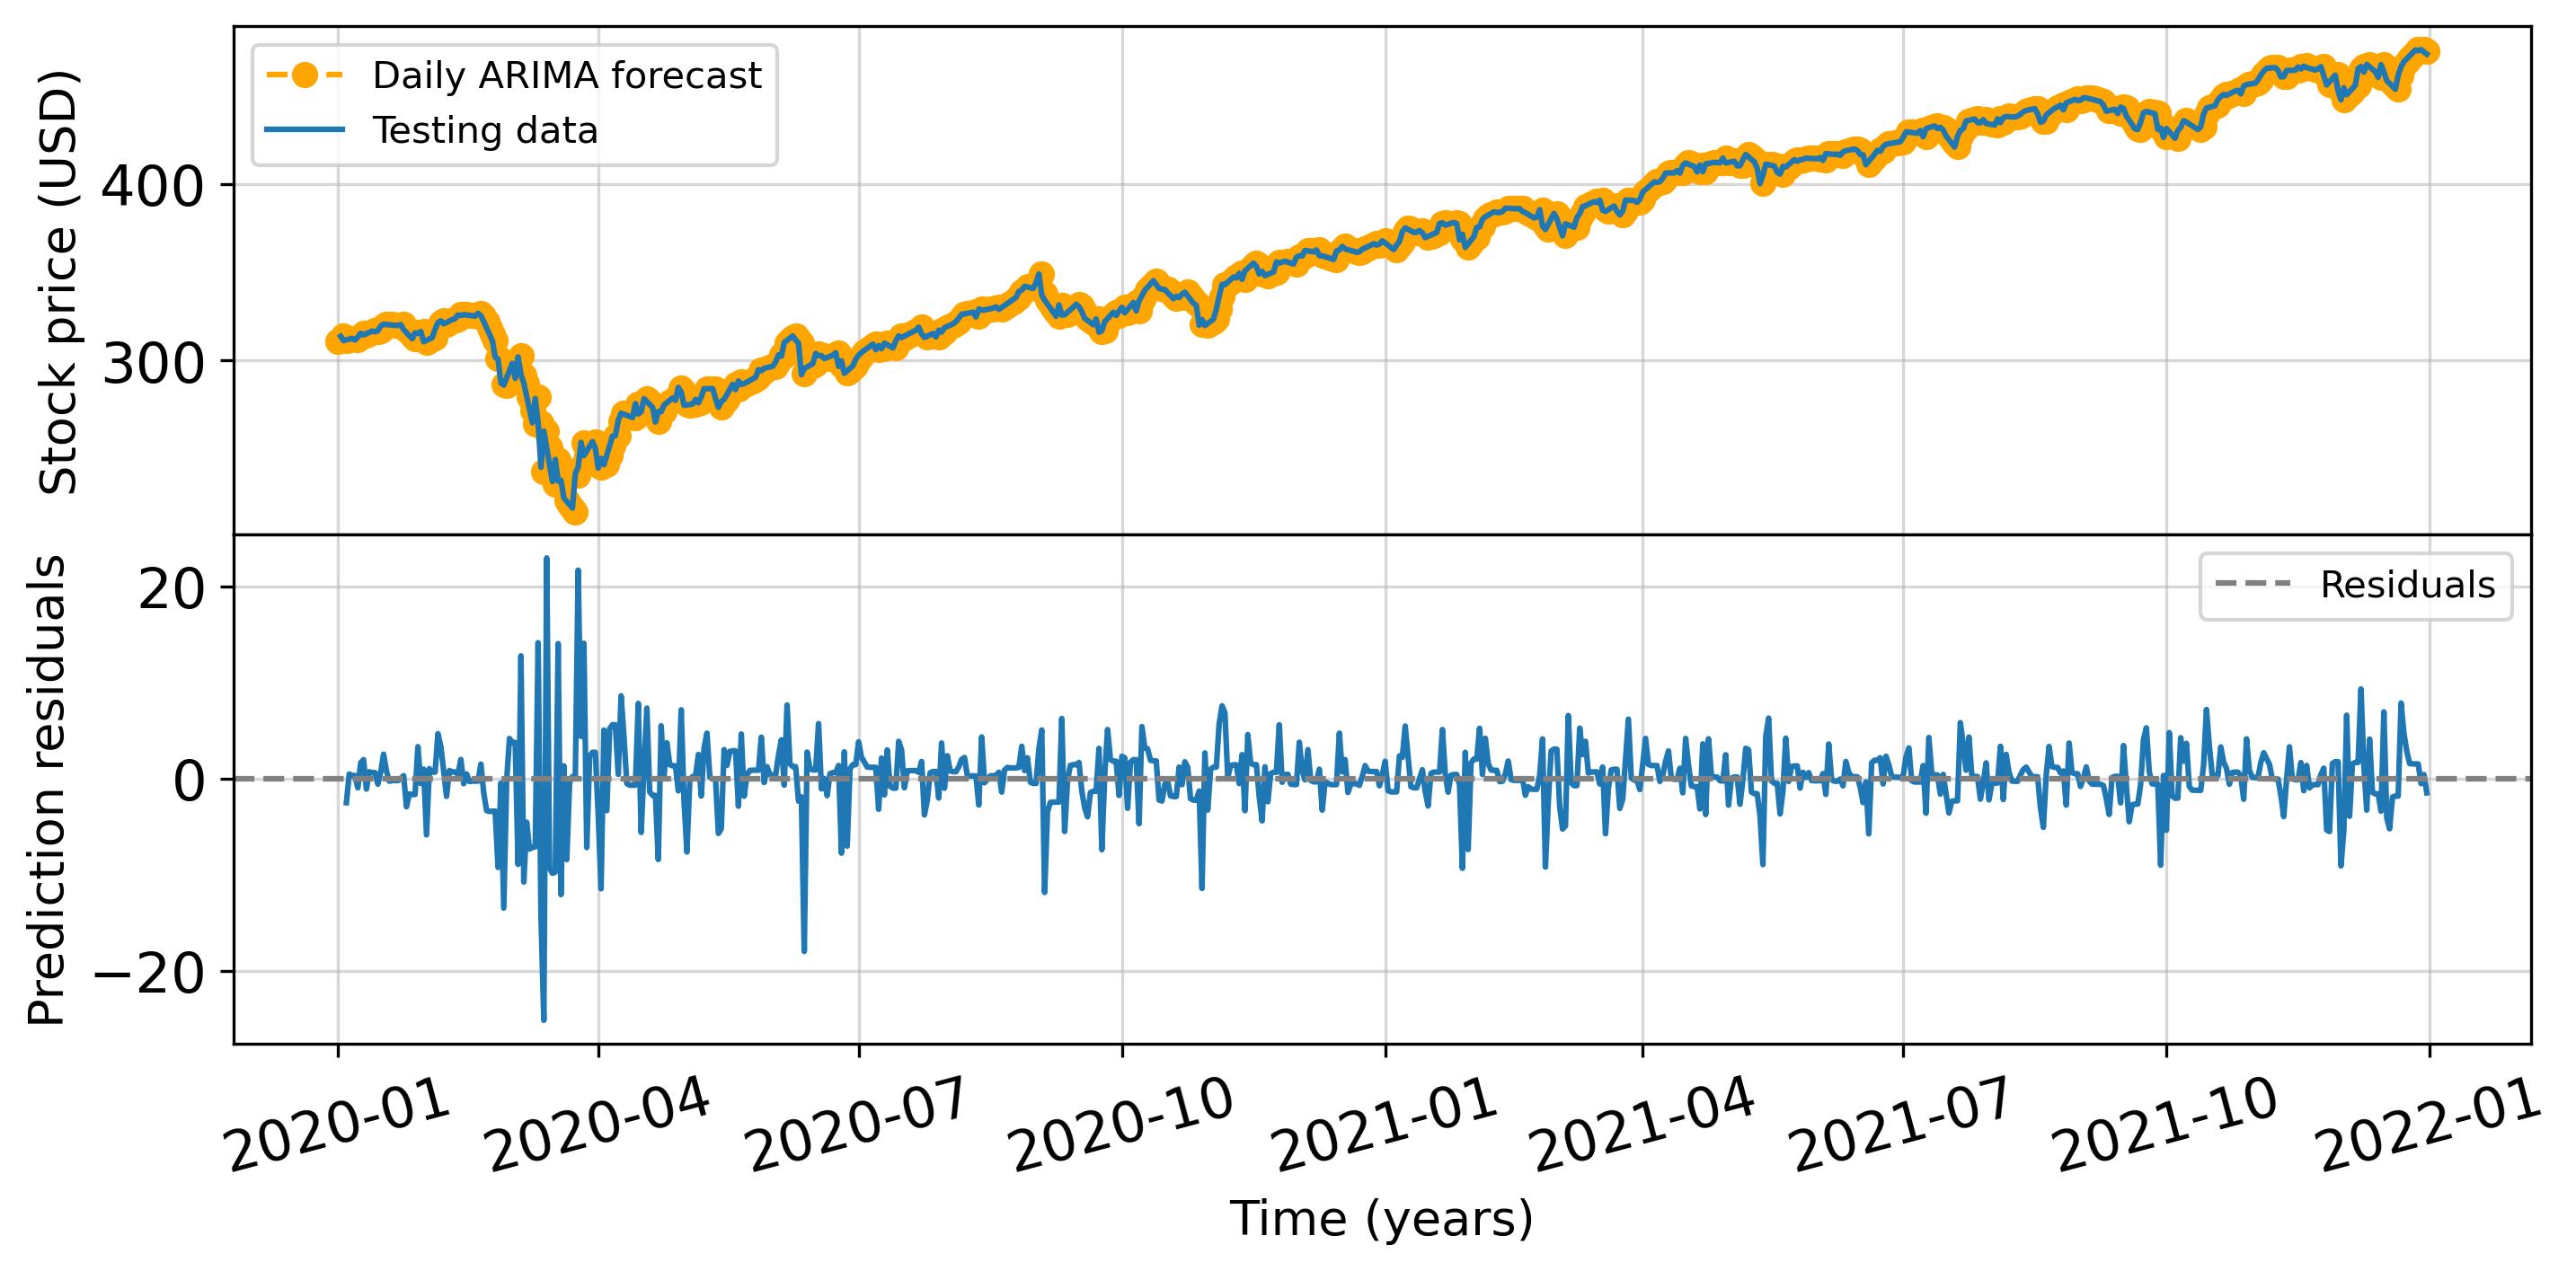 Stock price (USD)
400
300
Daily ARIMA forecast
Testing data
Prediction residuals
20
0
−20
Residuals
2020-01
2020-04
2020-07
2020-10
2021-01
2021-04
2021-07
2021-10
2022-01
Time (years)